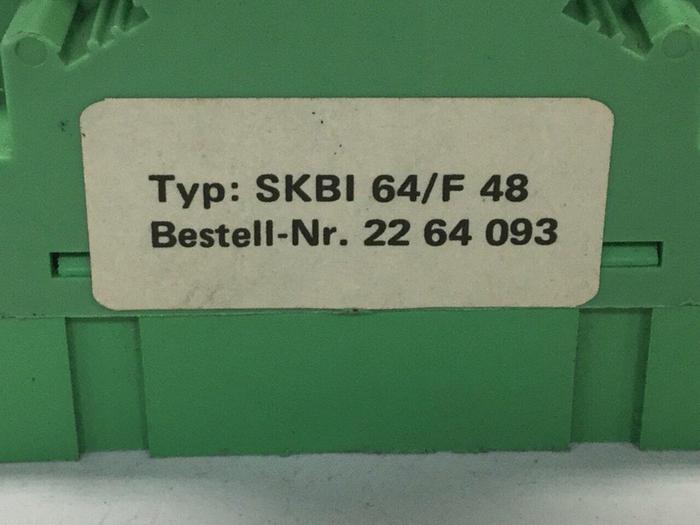 Typ: SKBI 64/F 48
Bestell-Nr. 22 64 093